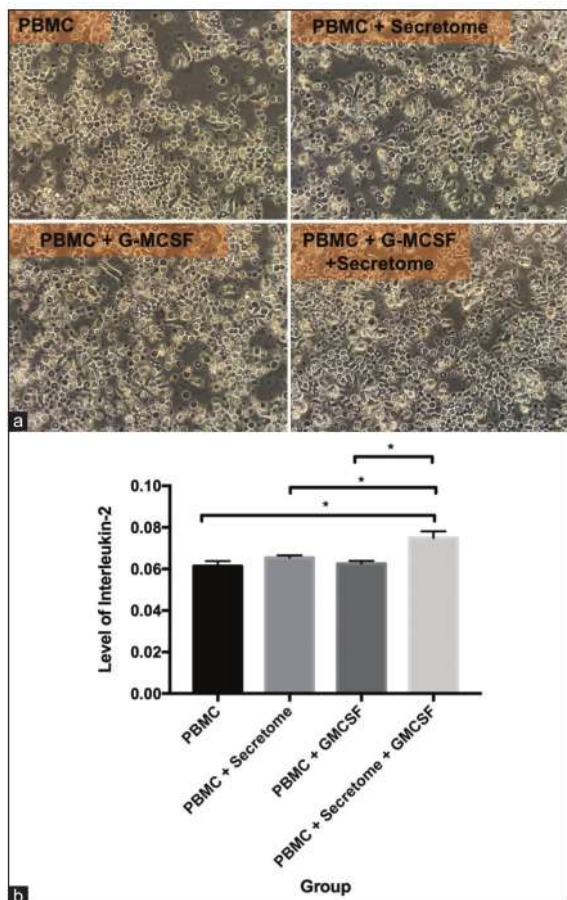 PBMC
PBMC + Secretome
PBMC + G-MCSF
PBMC + G-MCSF
+Secretome
a
*
*
*
0.10
0.08
0.06
0.04
0.02
0.00
Level of Interleukin-2
PBMC
PBMC + Secretome
PBMC + GMCSF
PBMC + Secretome + GMCSF
Group
b